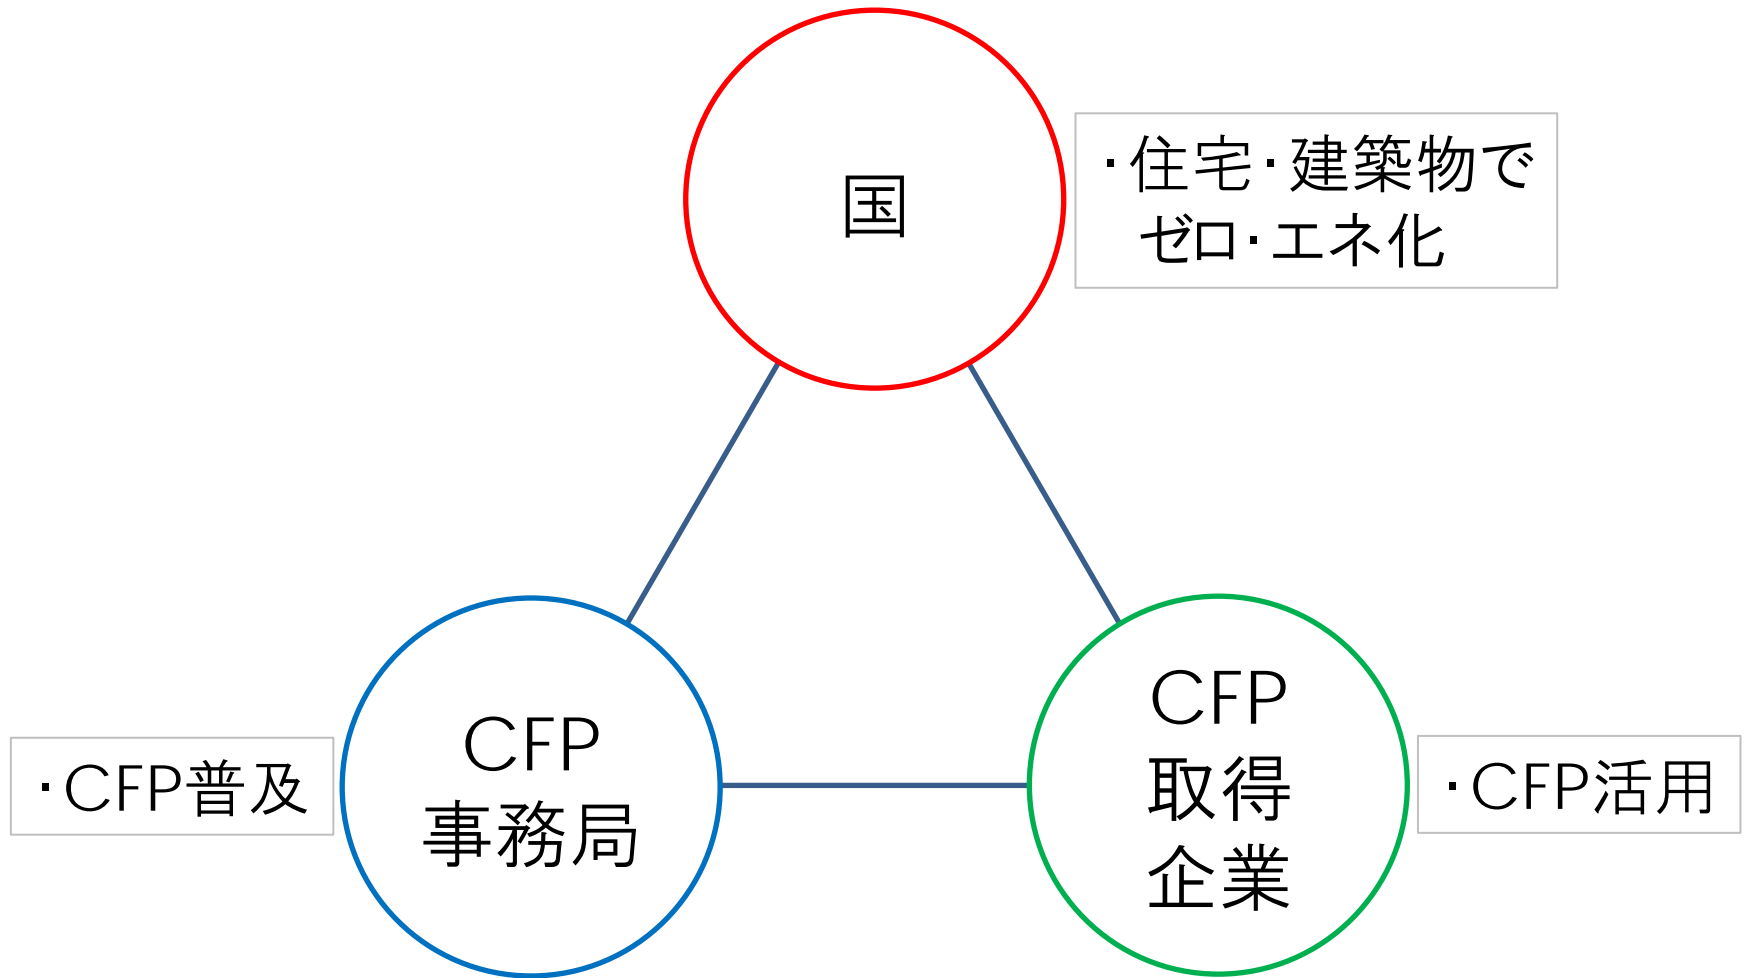 国
・住宅・建築物で
ゼロ・エネ化
CFP
事務局
・CFP普及
CFP
取得
企業
・CFP活用